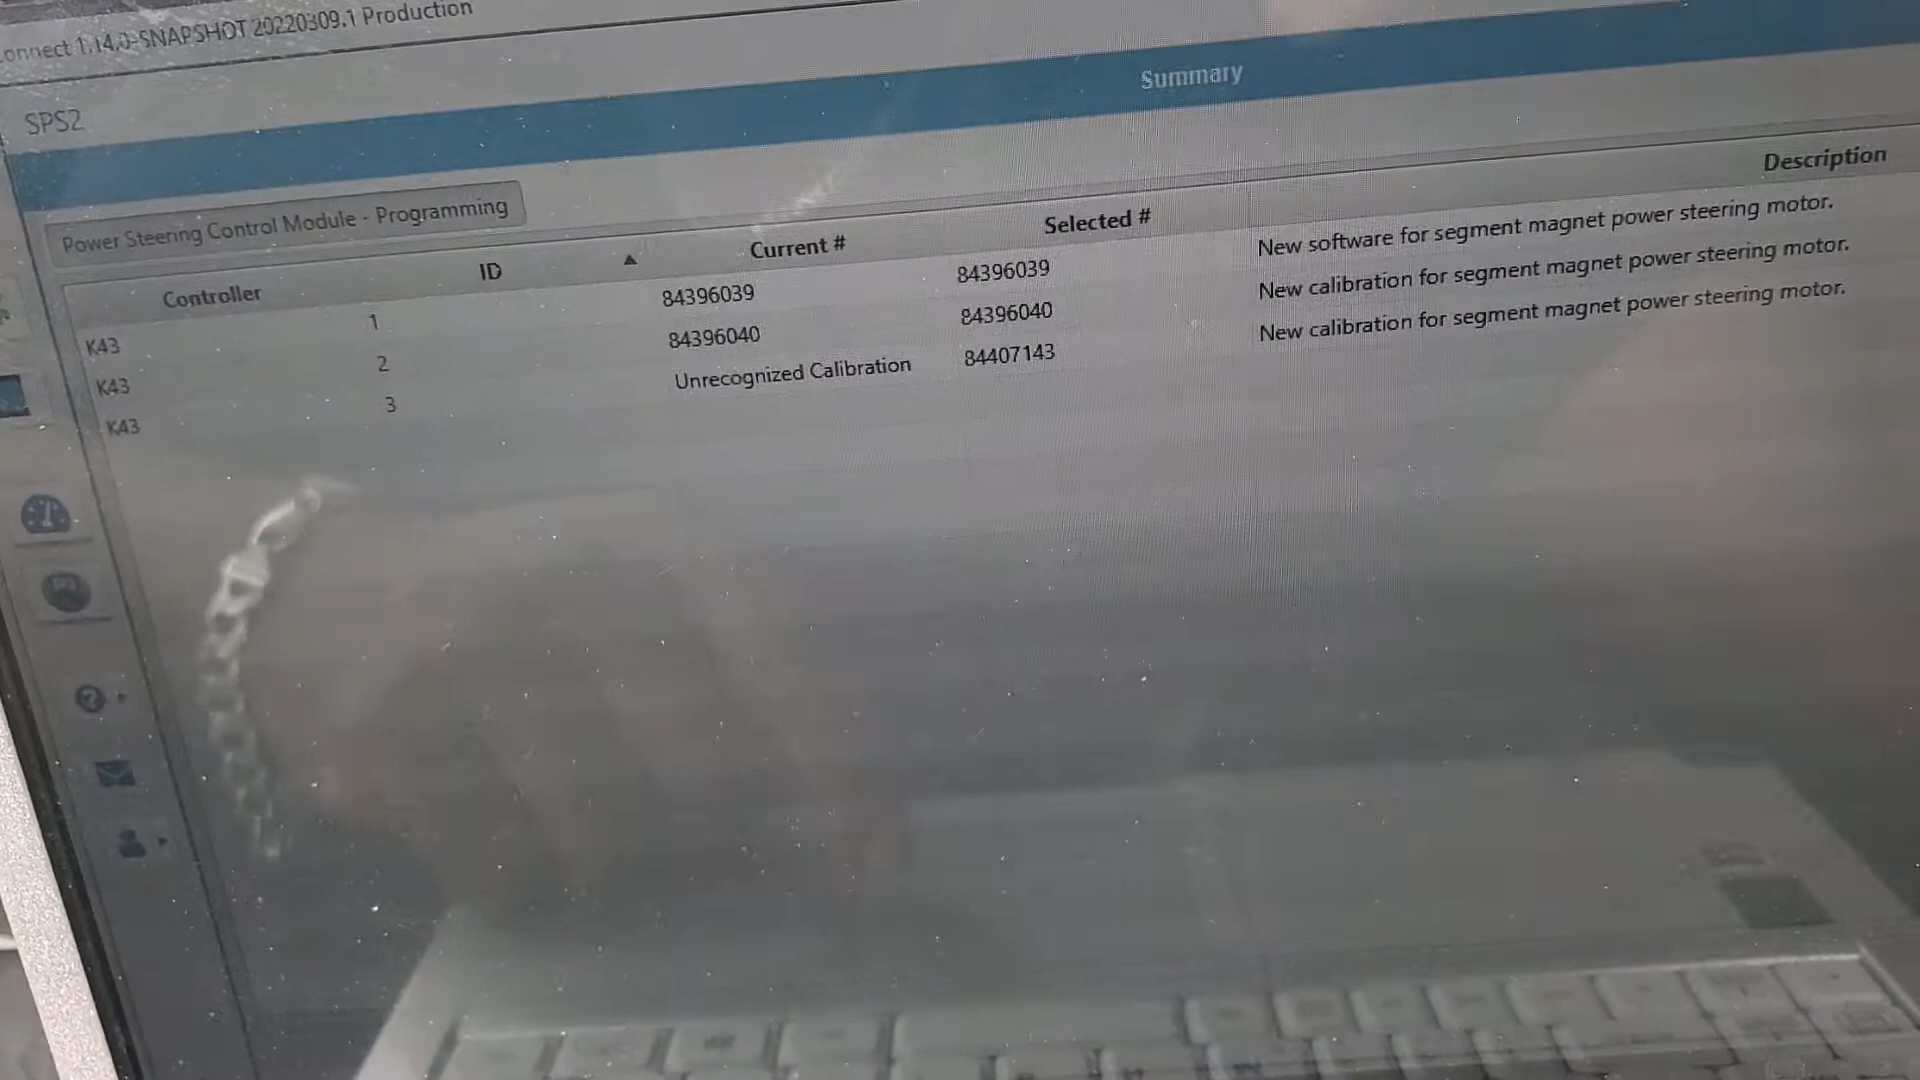 onnect 1.14.0-SNAPSHOT 20220309.1 Production
SPS2
Summary
Power Steering Control Module - Programming
Controller ID Current # Selected # Description
K43 1 84396039 84396039 New software for segment magnet power steering motor.
K43 2 84396040 84396040 New calibration for segment magnet power steering motor.
K43 3 Unrecognized Calibration 84407143 New calibration for segment magnet power steering motor.